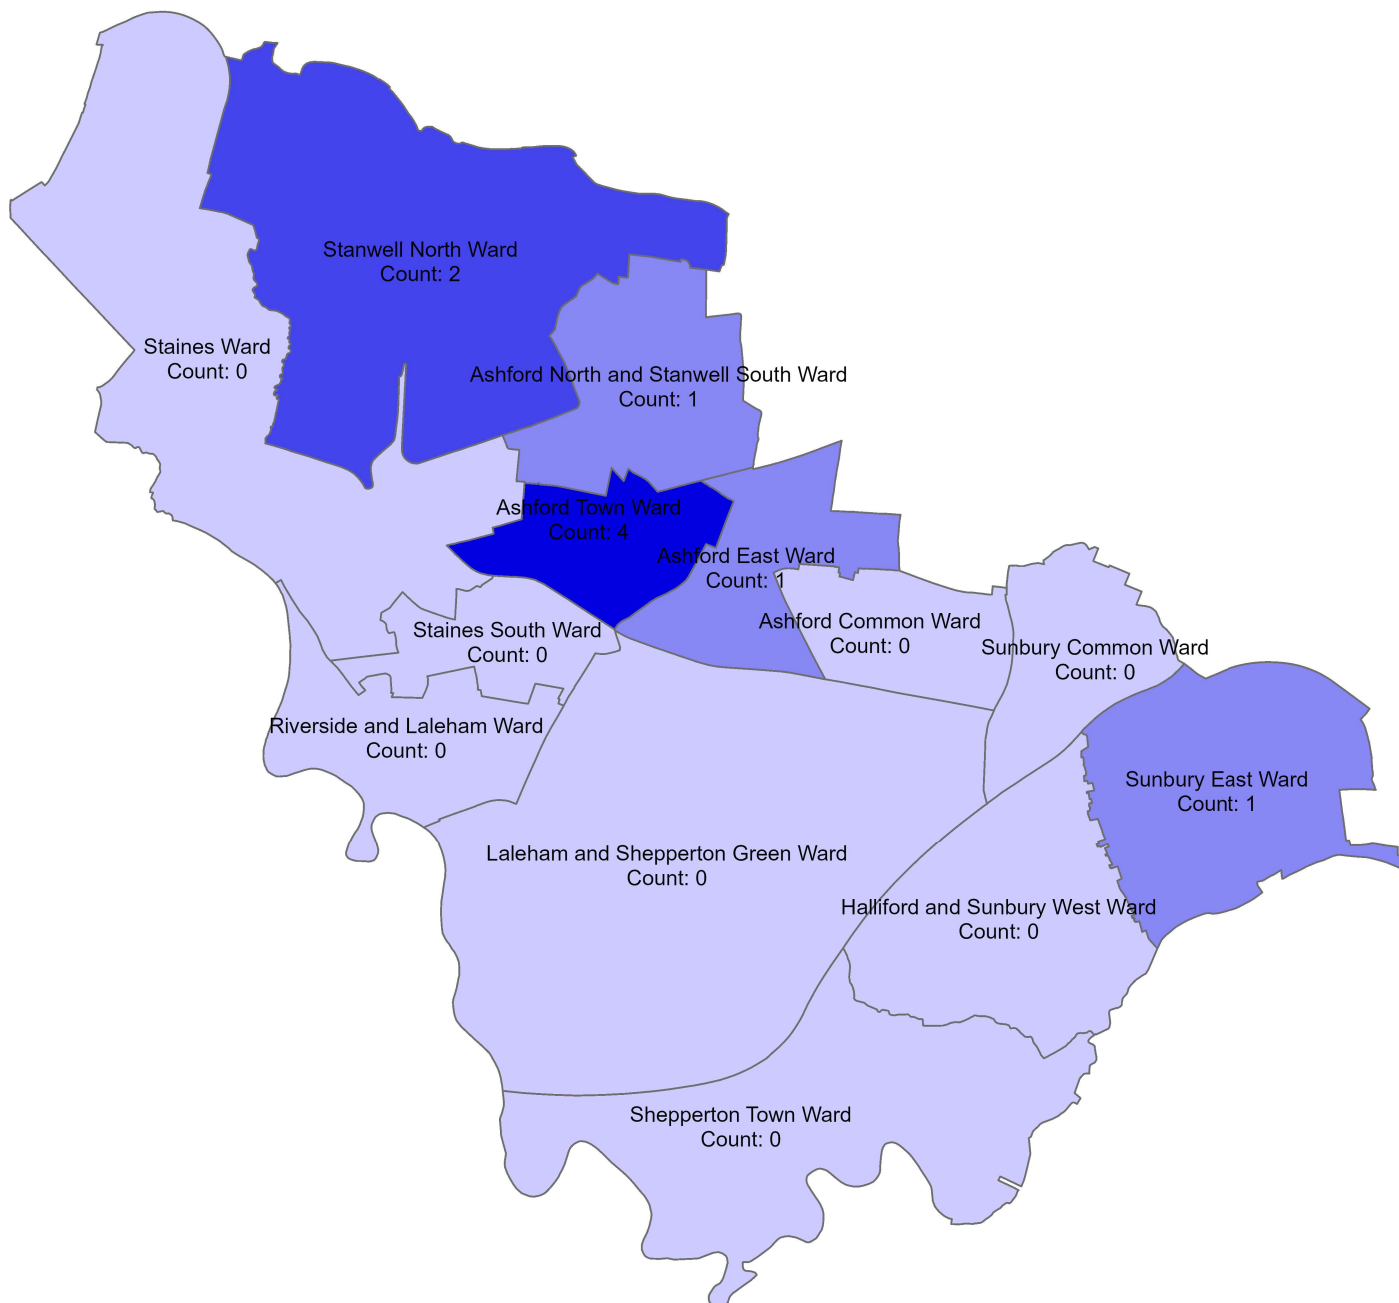 Stanwell North Ward
Count: 2
Staines Ward
Count: 0
Ashford North and Stanwell South Ward
Count: 1
Ashford Town Ward
Count: 4
Ashford East Ward
Count: 1
Ashford Common Ward
Count: 0
Staines South Ward
Count: 0
Sunbury Common Ward
Count: 0
Riverside and Laleham Ward
Count: 0
Sunbury East Ward
Count: 1
Laleham and Shepperton Green Ward
Count: 0
Halliford and Sunbury West Ward
Count: 0
Shepperton Town Ward
Count: 0